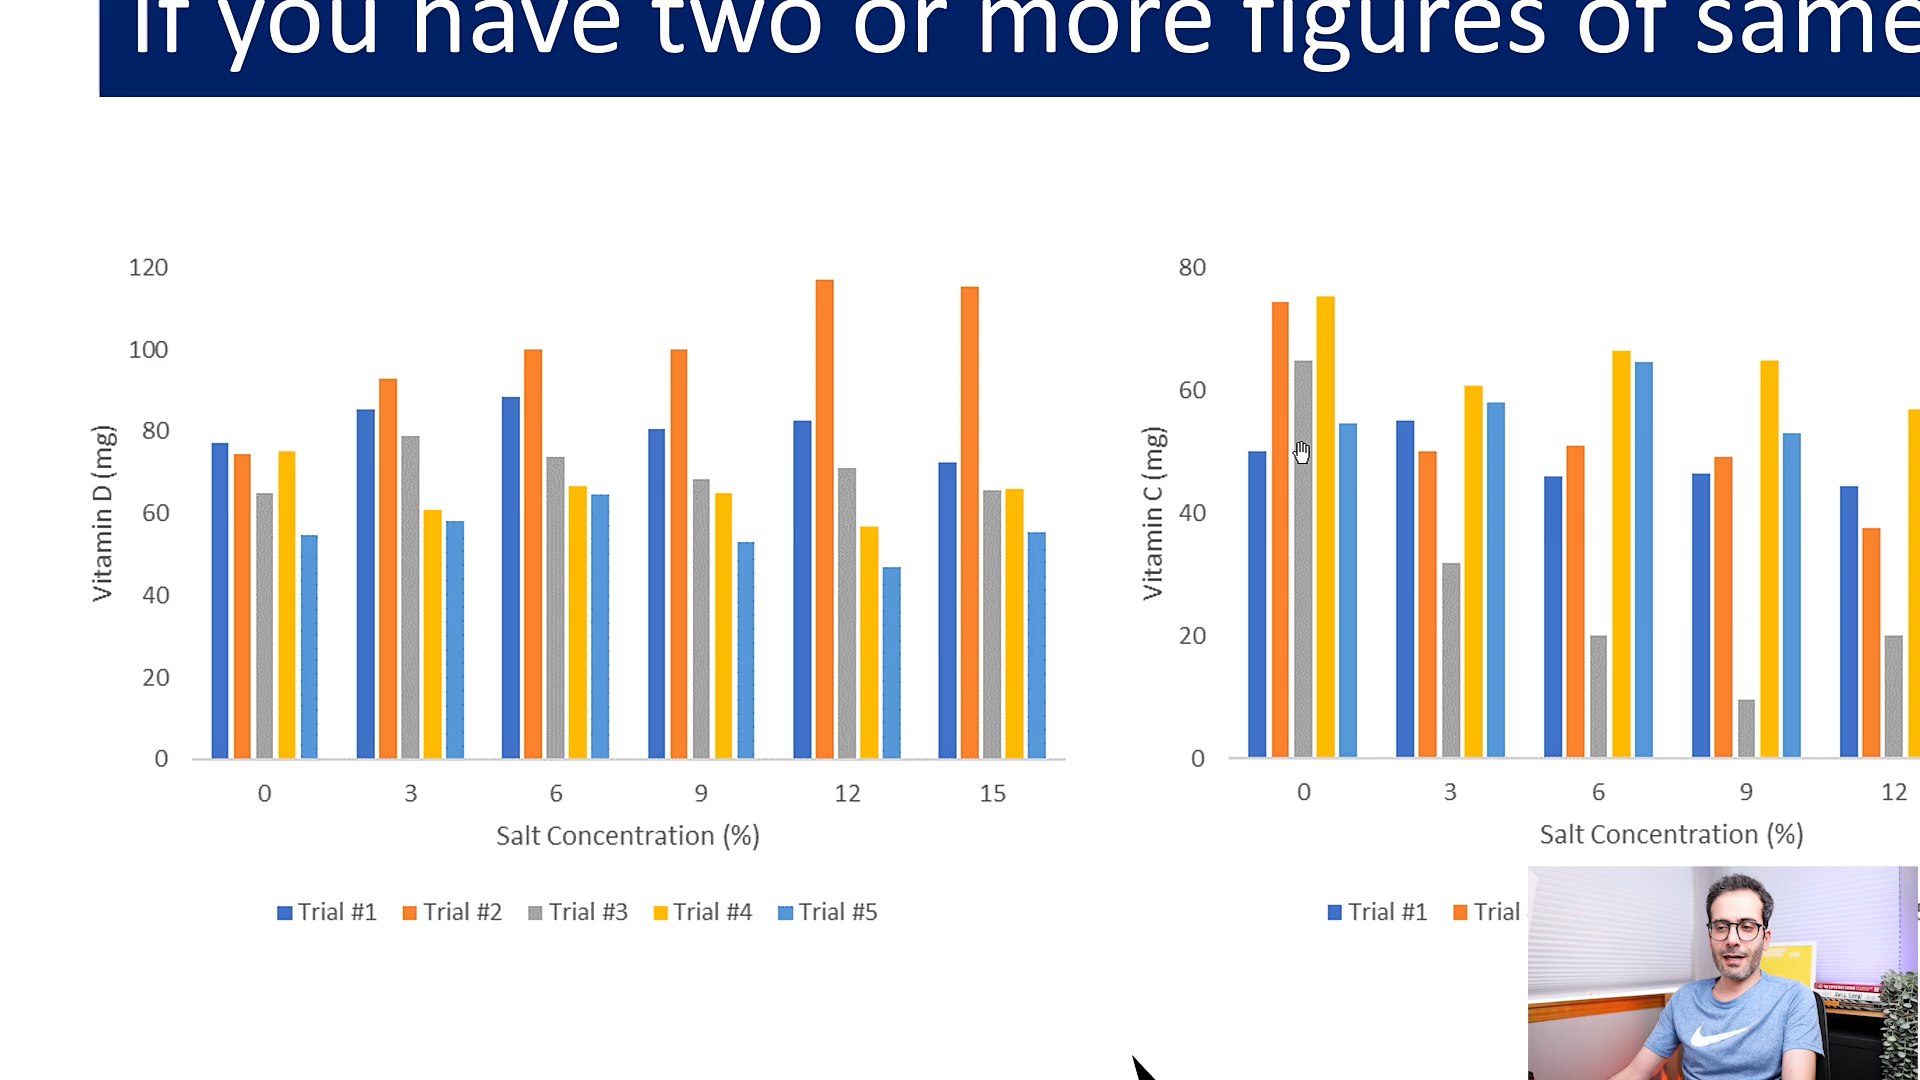 If you have two or more figures of same
120
100
80
60
40
20
0
Vitamin D (mg)
0 3 6 9 12 15
Salt Concentration (%)
Trial #1 Trial #2 Trial #3 Trial #4 Trial #5
80
60
40
20
0
Vitamin C (mg)
0 3 6 9 12
Salt Concentration (%)
Trial #1 Trial